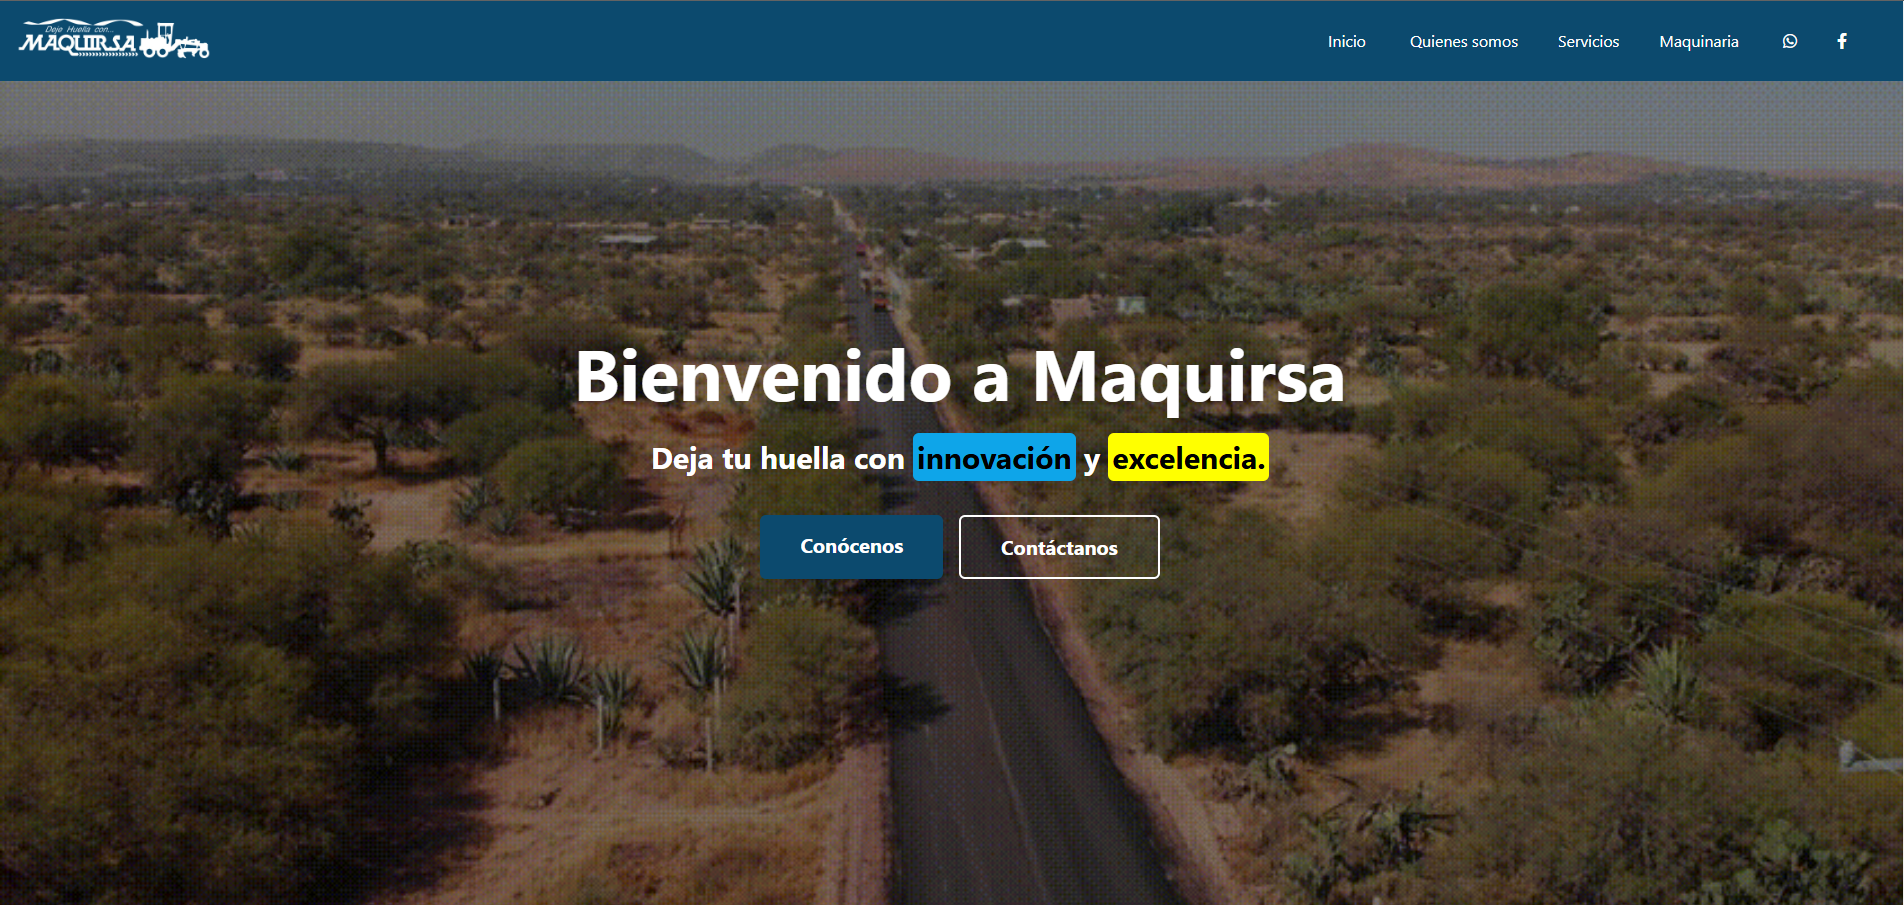 Deje Huella con...
MAQUIRSA
Inicio Quienes somos Servicios Maquinaria
Bienvenido a Maquirsa
Deja tu huella con innovación y excelencia.
Conócenos Contáctanos